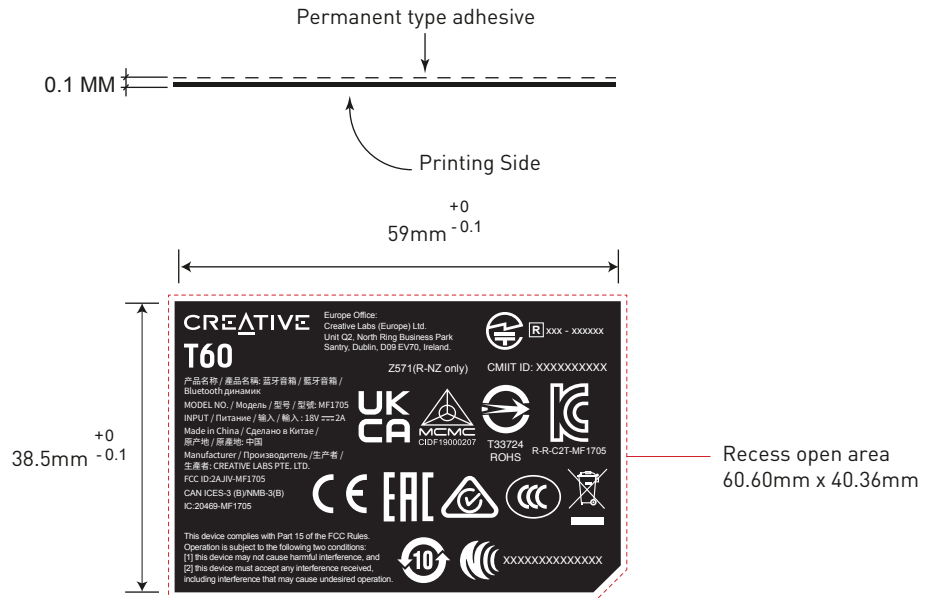 Permanent type adhesive
0.1 MM
Printing Side
+0
59mm -0.1
+0
38.5mm -0.1
Recess open area
60.60mm x 40.36mm
CREATIVE
T60
Europe Office:
Creative Labs (Europe) Ltd.
Unit Q2, North Ring Business Park
Santry, Dublin, D09 EV70, Ireland.
R xxx - xxxxxx
Z571(R-NZ only)
CMIIT ID: XXXXXXXXXX
产品名称 / 產品名稱: 蓝牙音箱 / 藍牙音箱 /
Bluetooth динамик
MODEL NO. / Модель / 型号 / 型號: MF1705
INPUT / Питание / 输入 / 輸入 : 18V ⎓ 2A
Made in China / Сделано в Китае /
原产地 / 原產地: 中国
Manufacturer / Производитель /生产者 /
生產者: CREATIVE LABS PTE. LTD.
FCC ID:2AJIV-MF1705
CAN ICES-3 (B)/NMB-3(B)
IC:20469-MF1705
UK
CA
MCMC
CIDF19000207
T33724
ROHS
R-R-C2T-MF1705
CE
EAC
CCC
This device complies with Part 15 of the FCC Rules.
Operation is subject to the following two conditions:
[1] this device may not cause harmful interference, and
[2] this device must accept any interference received,
including interference that may cause undesired operation.
10
XXXXXXXXXXXXXX